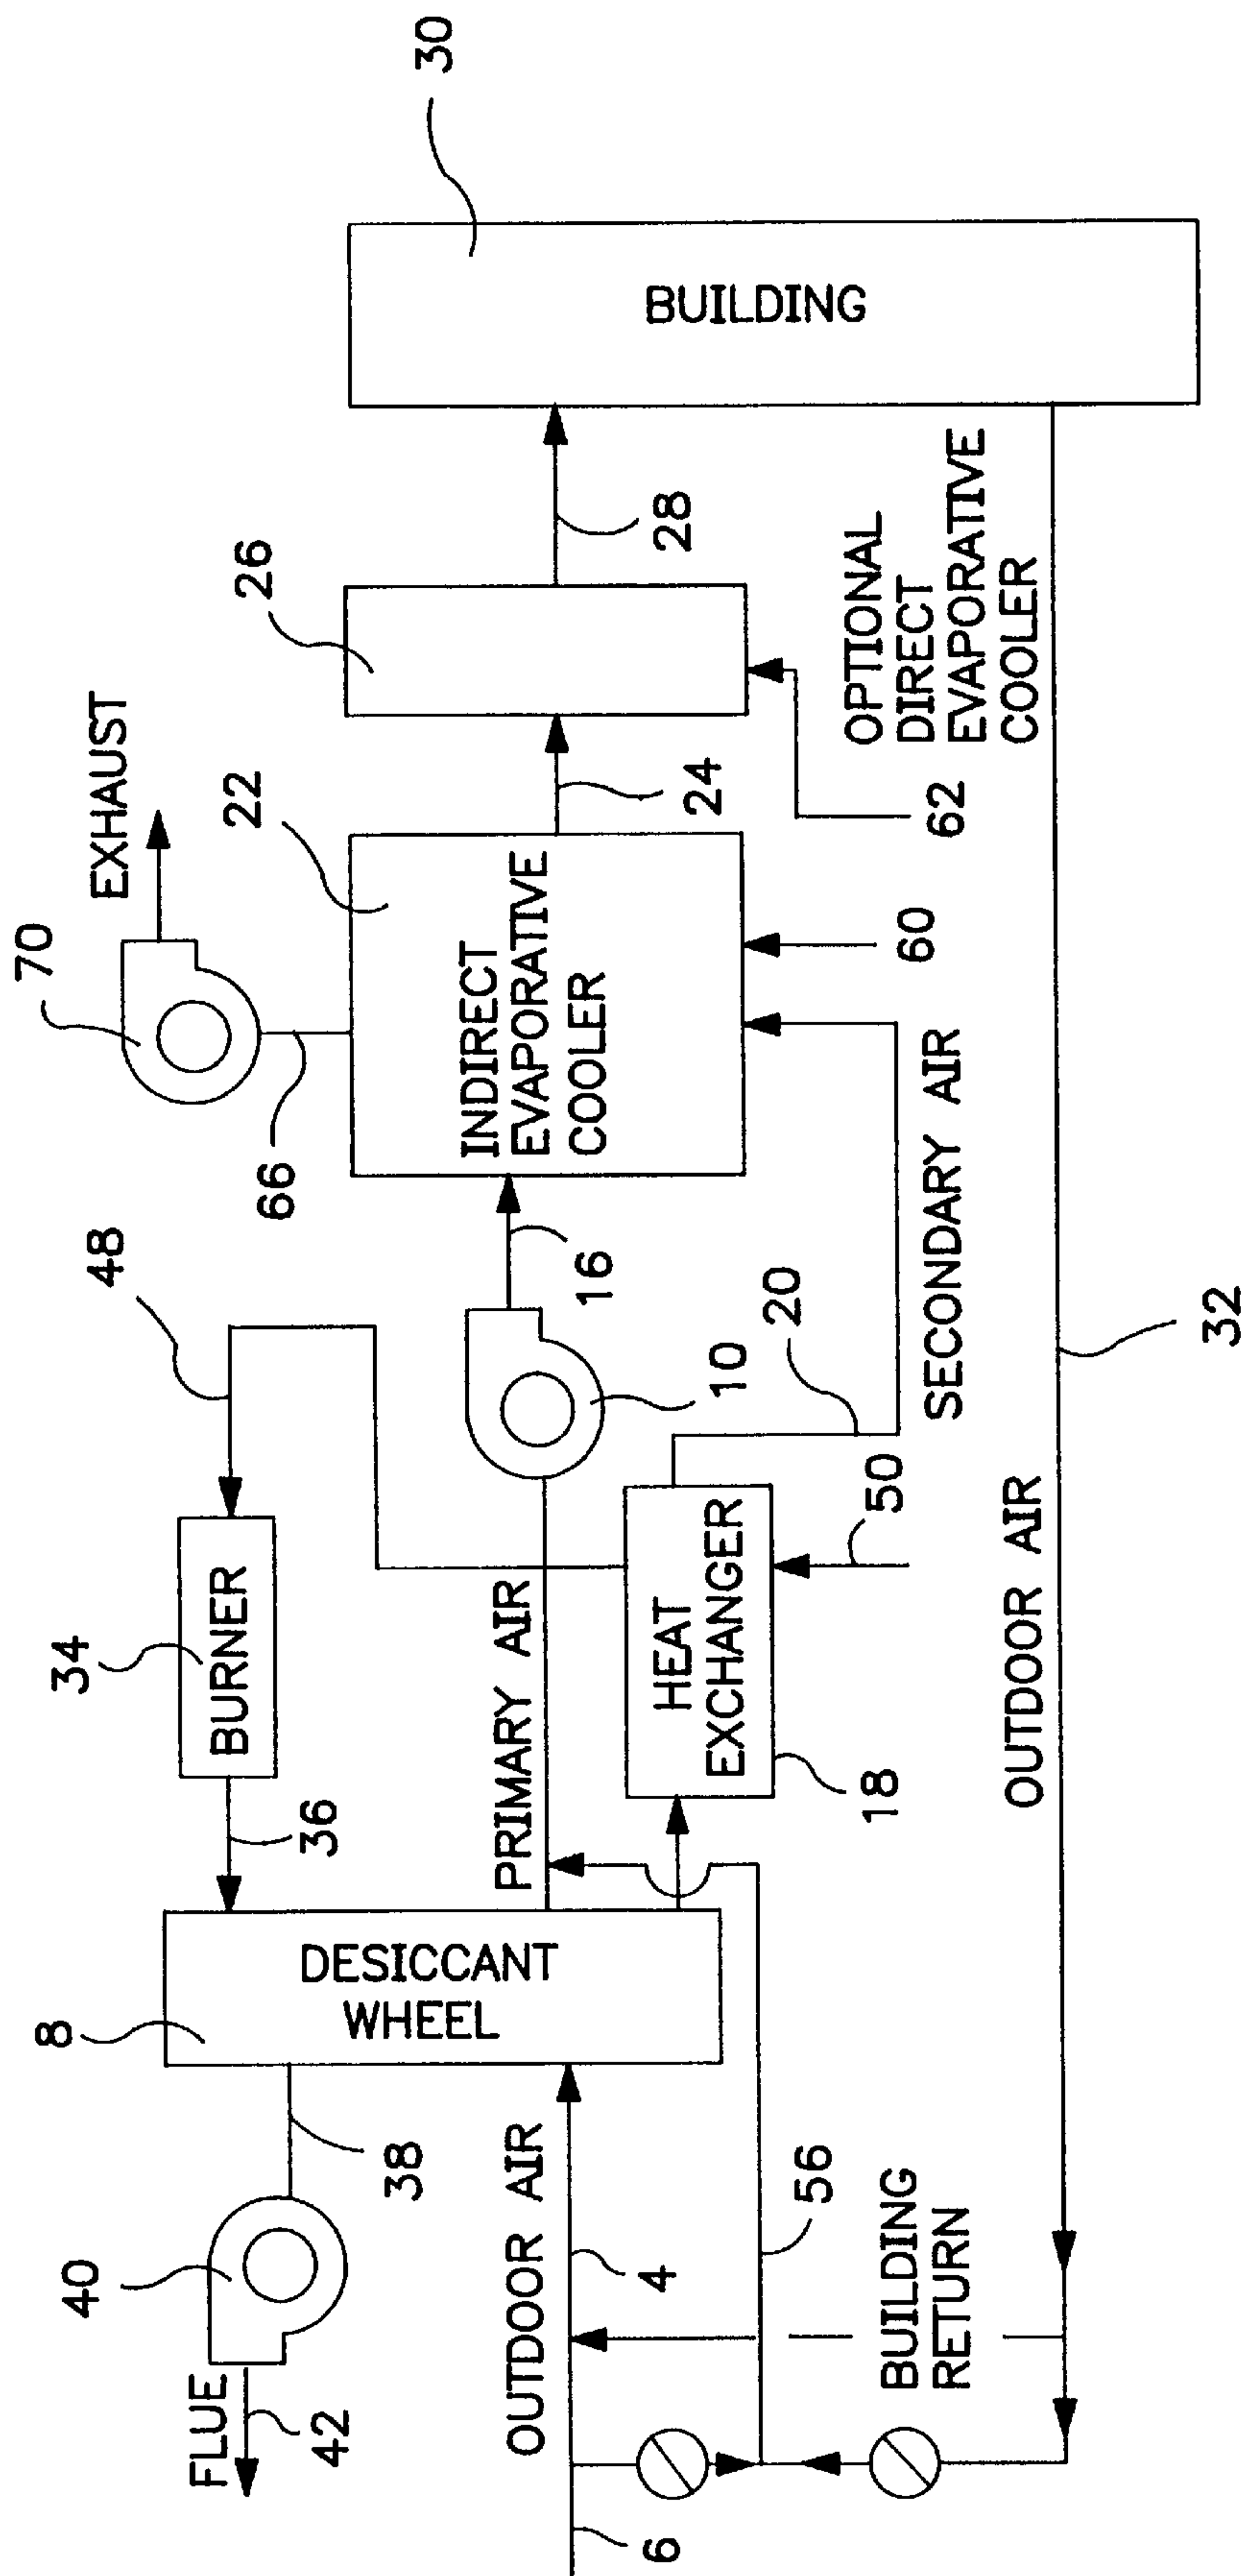 70
EXHAUST
48
34
BURNER
36
40
FLUE
42
38
8
DESICCANT
WHEEL
66
22
INDIRECT
EVAPORATIVE
COOLER
26
30
BUILDING
28
24
16
10
PRIMARY AIR
OUTDOOR AIR
4
6
HEAT
EXCHANGER
18
20
50
SECONDARY AIR
60
62
OPTIONAL
DIRECT
EVAPORATIVE
COOLER
56
BUILDING
RETURN
OUTDOOR AIR
32